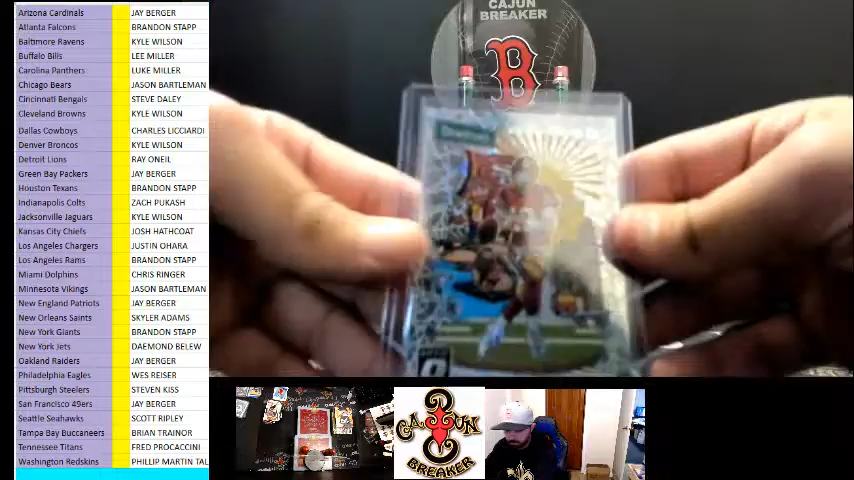 Arizona Cardinals JAY BERGER
Atlanta Falcons BRANDON STAPP
Baltimore Ravens KYLE WILSON
Buffalo Bills LEE MILLER
Carolina Panthers LUKE MILLER
Chicago Bears JASON BARTLEMAN
Cincinnati Bengals STEVE DALEY
Cleveland Browns KYLE WILSON
Dallas Cowboys CHARLES LICCIARDI
Denver Broncos KYLE WILSON
Detroit Lions RAY ONEIL
Green Bay Packers JAY BERGER
Houston Texans BRANDON STAPP
Indianapolis Colts ZACH PUKASH
Jacksonville Jaguars KYLE WILSON
Kansas City Chiefs JOSH HATHCOAT
Los Angeles Chargers JUSTIN OHARA
Los Angeles Rams BRANDON STAPP
Miami Dolphins CHRIS RINGER
Minnesota Vikings JASON BARTLEMAN
New England Patriots JAY BERGER
New Orleans Saints SKYLER ADAMS
New York Giants BRANDON STAPP
New York Jets DAEMOND BELEW
Oakland Raiders JAY BERGER
Philadelphia Eagles WES REISER
Pittsburgh Steelers STEVEN KISS
San Francisco 49ers JAY BERGER
Seattle Seahawks SCOTT RIPLEY
Tampa Bay Buccaneers BRIAN TRAINOR
Tennessee Titans FRED PROCACCINI
Washington Redskins PHILLIP MARTIN TAL
CAJUN
BREAKER
B
CAJUN
BREAKER